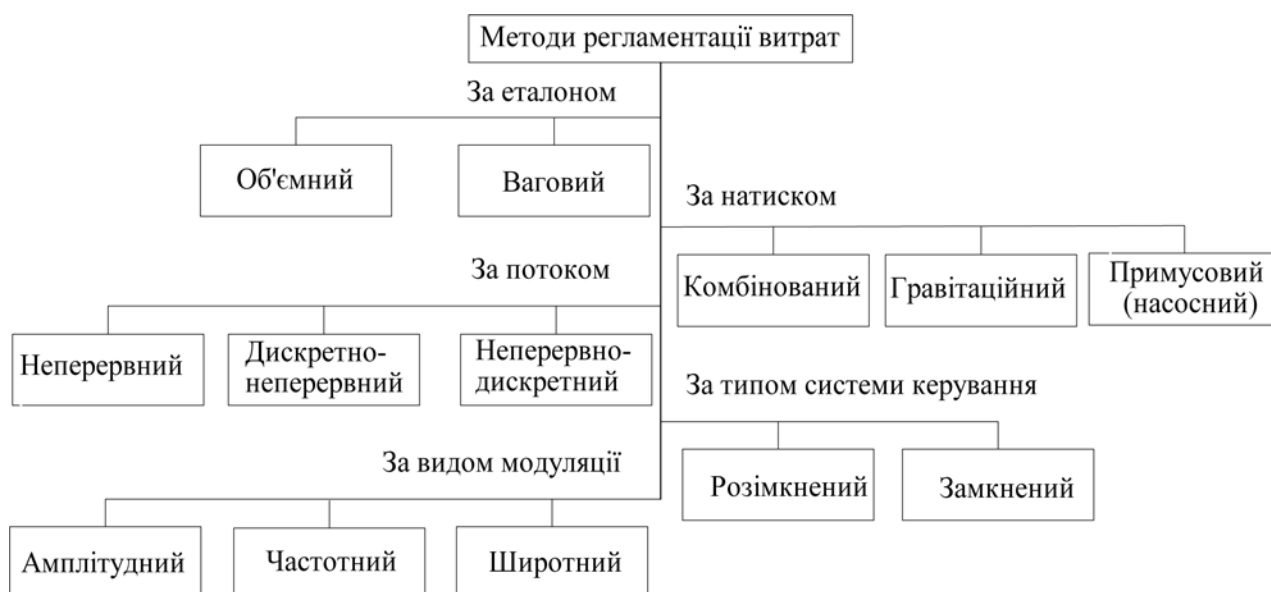 Методи регламентації витрат
За еталоном
Об'ємний
Ваговий
За натиском
Комбінований
Гравітаційний
Примусовий
(насосний)
За потоком
Неперервний
Дискретно-
неперервний
Неперервно-
дискретний
За типом системи керування
Розімкнений
Замкнений
За видом модуляції
Амплітудний
Частотний
Широтний